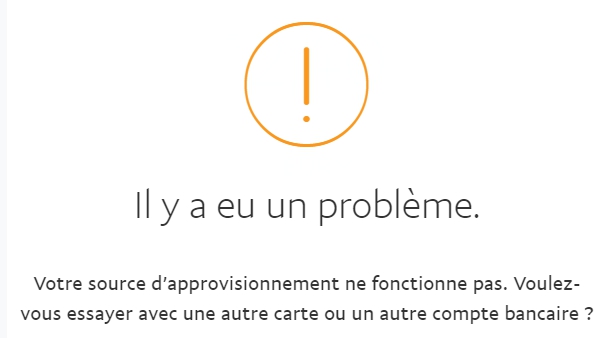 Il y a eu un problème.
Votre source d'approvisionnement ne fonctionne pas. Voulez-
vous essayer avec une autre carte ou un autre compte bancaire ?